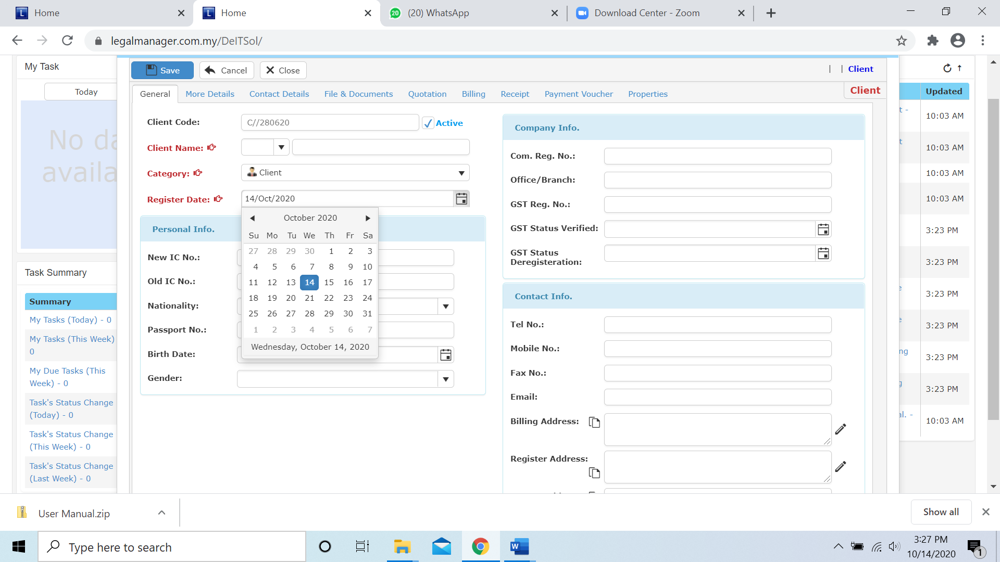 Home
Home
(20) WhatsApp
Download Center - Zoom
legalmanager.com.my/DeITSol/
My Task
Today
No da
availa
Task Summary
Summary
My Tasks (Today) - 0
My Tasks (This Week)
0
My Due Tasks (This
Week) - 0
Task's Status Change
(Today) - 0
Task's Status Change
(This Week) - 0
Task's Status Change
(Last Week) - 0
Save
Cancel
Close
| | Client
Client
General More Details Contact Details File & Documents Quotation Billing Receipt Payment Voucher Properties
Client Code: C//280620 Active
Client Name:
Category: Client
Register Date: 14/Oct/2020
October 2020
Su Mo Tu We Th Fr Sa
27 28 29 30 1 2 3
4 5 6 7 8 9 10
11 12 13 14 15 16 17
18 19 20 21 22 23 24
25 26 27 28 29 30 31
1 2 3 4 5 6 7
Wednesday, October 14, 2020
Personal Info.
New IC No.:
Old IC No.:
Nationality:
Passport No.:
Birth Date:
Gender:
Company Info.
Com. Reg. No.:
Office/Branch:
GST Reg. No.:
GST Status Verified:
GST Status
Deregisteration:
Contact Info.
Tel No.:
Mobile No.:
Fax No.:
Email:
Billing Address:
Register Address:
Updated
t - 10:03 AM
t 10:03 AM
10:03 AM
10:03 AM
3:23 PM
3:23 PM
e 3:23 PM
e 3:23 PM
ng 3:23 PM
g 3:23 PM
al. - 10:03 AM
User Manual.zip
Show all
Type here to search
3:27 PM
10/14/2020
1